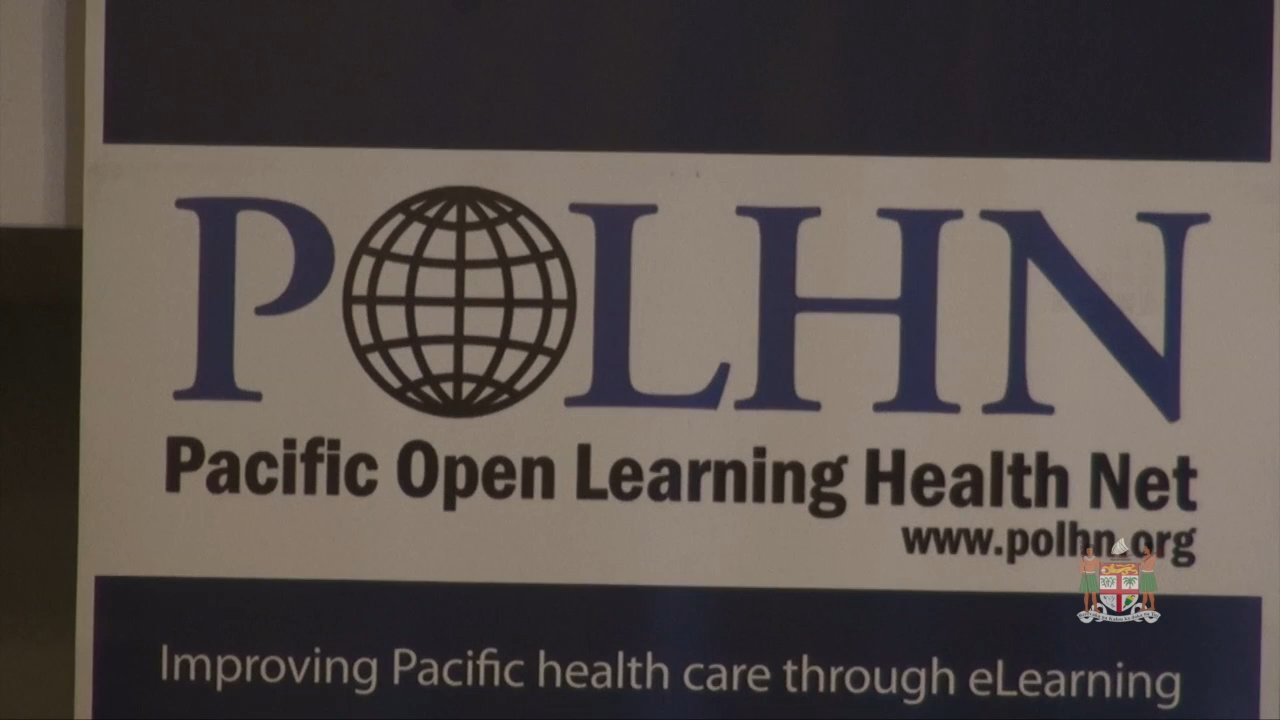 POLHN
Pacific Open Learning Health Net
www.polhn.org
Improving Pacific health care through eLearning